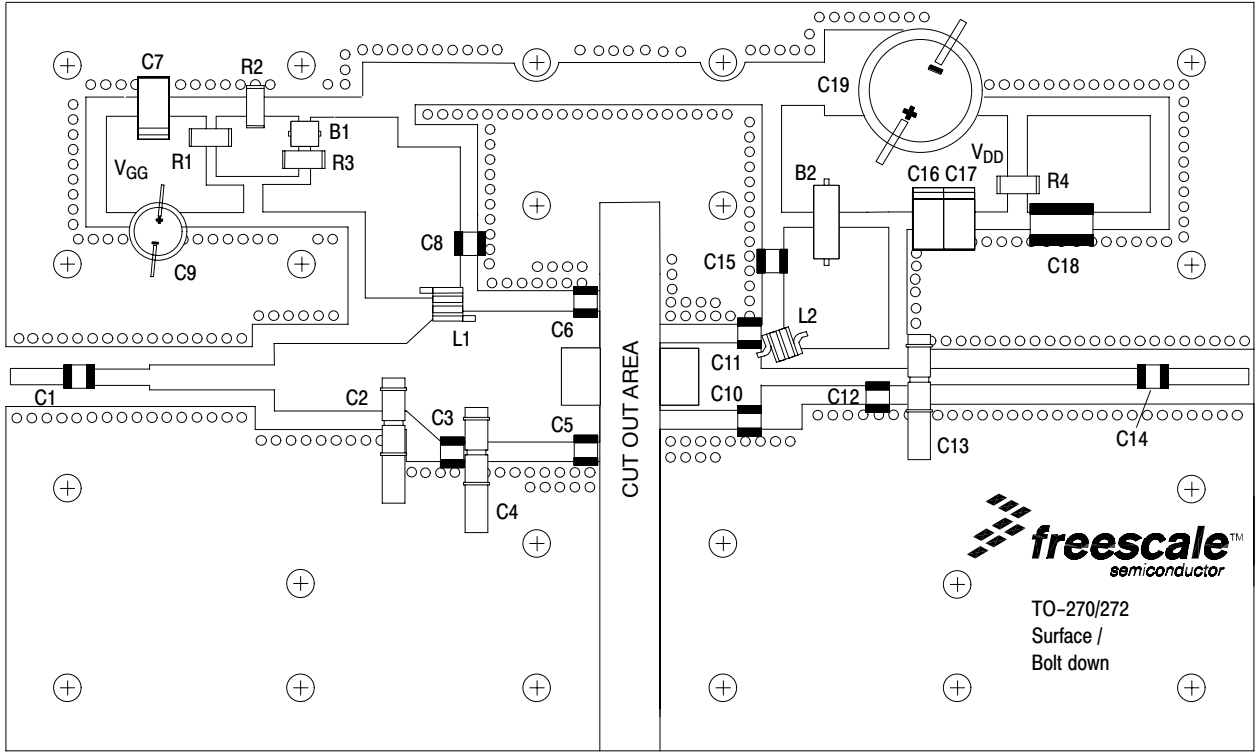 C7
R2
C19
B1
R1
R3
VGG
VDD
B2
C16 C17
R4
C8
C9
C15
C18
L1
C6
L2
C11
C1
C2
C3
C5
C10
C12
C14
C13
C4
CUT OUT AREA
freescale™
semiconductor
TO-270/272
Surface /
Bolt down